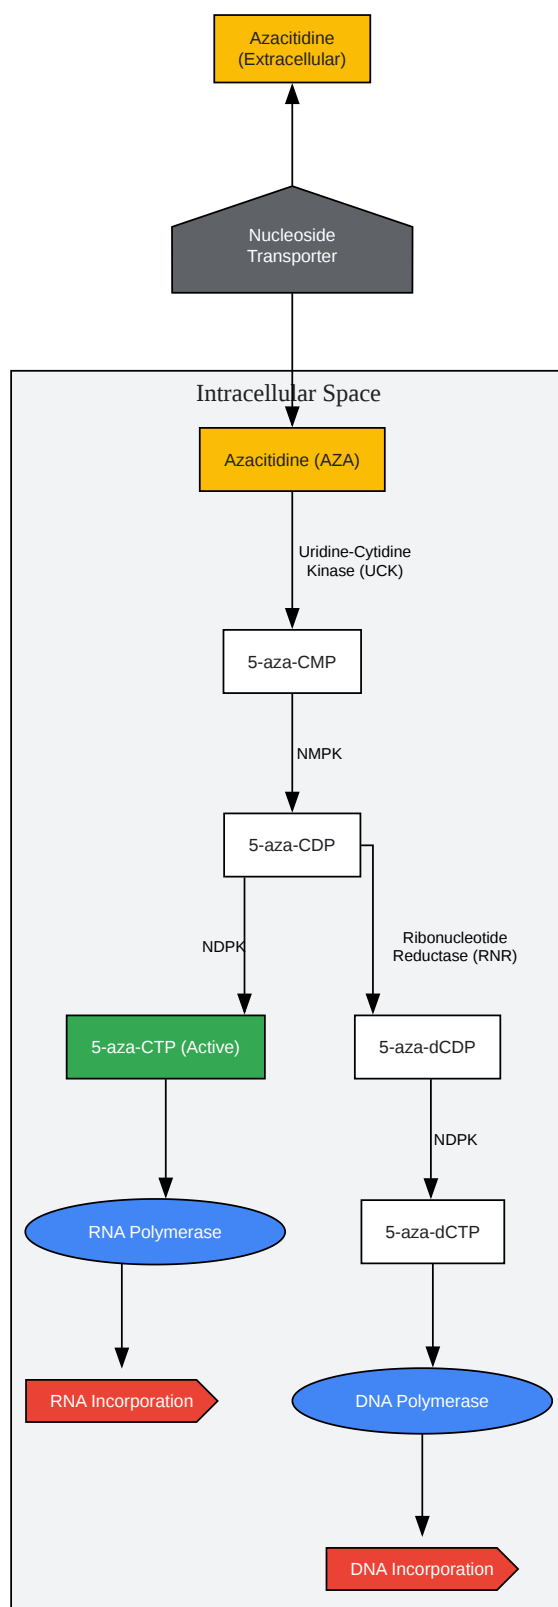 Azacitidine
(Extracellular)
Nucleoside
Transporter
Intracellular Space
Azacitidine (AZA)
Uridine-Cytidine
Kinase (UCK)
5-aza-CMP
NMPK
5-aza-CDP
NDPK
Ribonucleotide
Reductase (RNR)
5-aza-CTP (Active)
5-aza-dCDP
NDPK
RNA Polymerase
5-aza-dCTP
RNA Incorporation
DNA Polymerase
DNA Incorporation